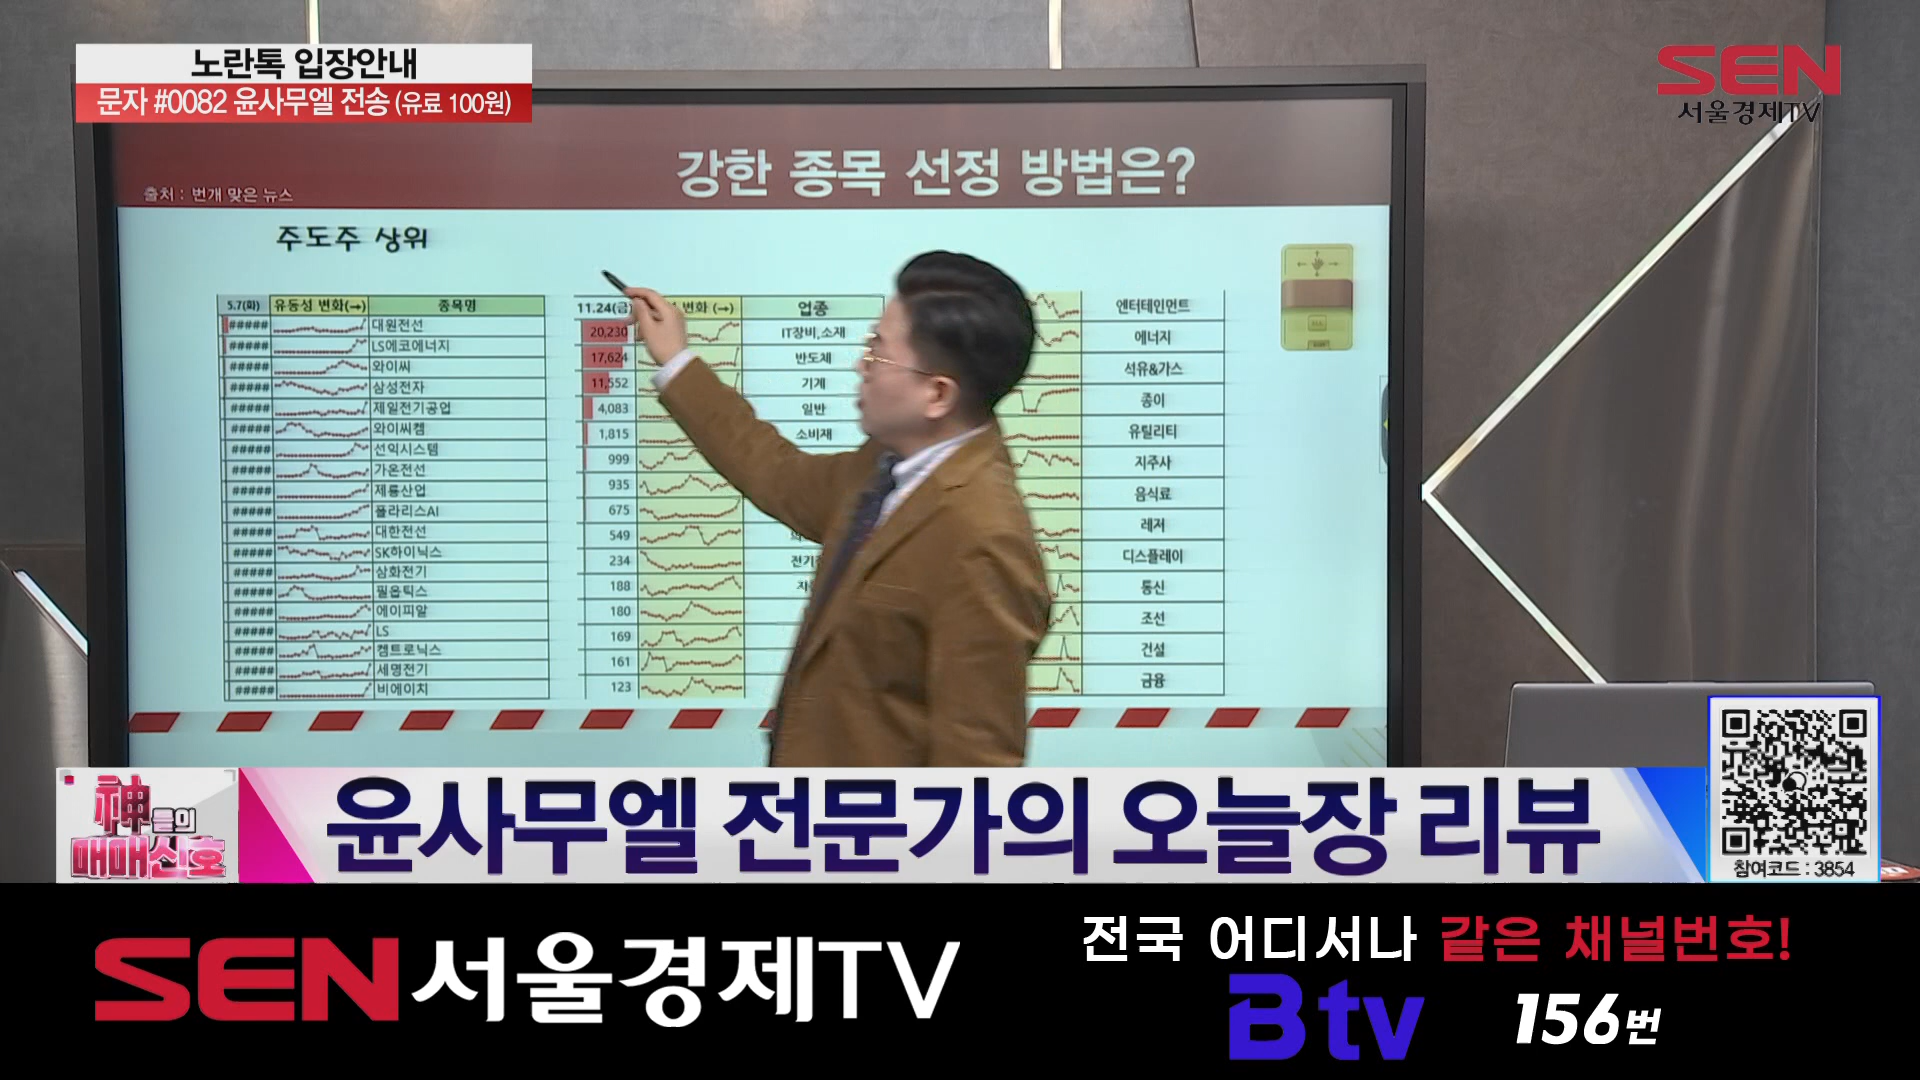 노란톡 입장안내
문자 #0082 윤사무엘 전송 (유료 100원)
SEN
서울경제TV
강한 종목 선정 방법은?
출처 : 번개 맞은 뉴스
주도주 상위
5.7(화) 유동성 변화(→) 종목명
##### 대원전선
##### LS에코에너지
##### 와이씨
##### 삼성전자
##### 제일전기공업
##### 와이씨켐
##### 선익시스템
##### 가온전선
##### 제룡산업
##### 폴라리스AI
##### 대한전선
##### SK하이닉스
##### 삼화전기
##### 필옵틱스
##### 에이피알
##### LS
##### 켐트로닉스
##### 세명전기
##### 비에이치
11.24(금) 변화 (→) 업종
20,230 IT장비,소재
17,624 반도체
11,552 기계
4,083 일반
1,815 소비재
999
935
675
549
234 전기
188
180
169
161
123
엔터테인먼트
에너지
석유&가스
종이
유틸리티
지주사
음식료
레저
디스플레이
통신
조선
건설
금융
神들의
매매신호
윤사무엘 전문가의 오늘장 리뷰
참여코드 : 3854
SEN서울경제TV
전국 어디서나 같은 채널번호!
B tv 156번